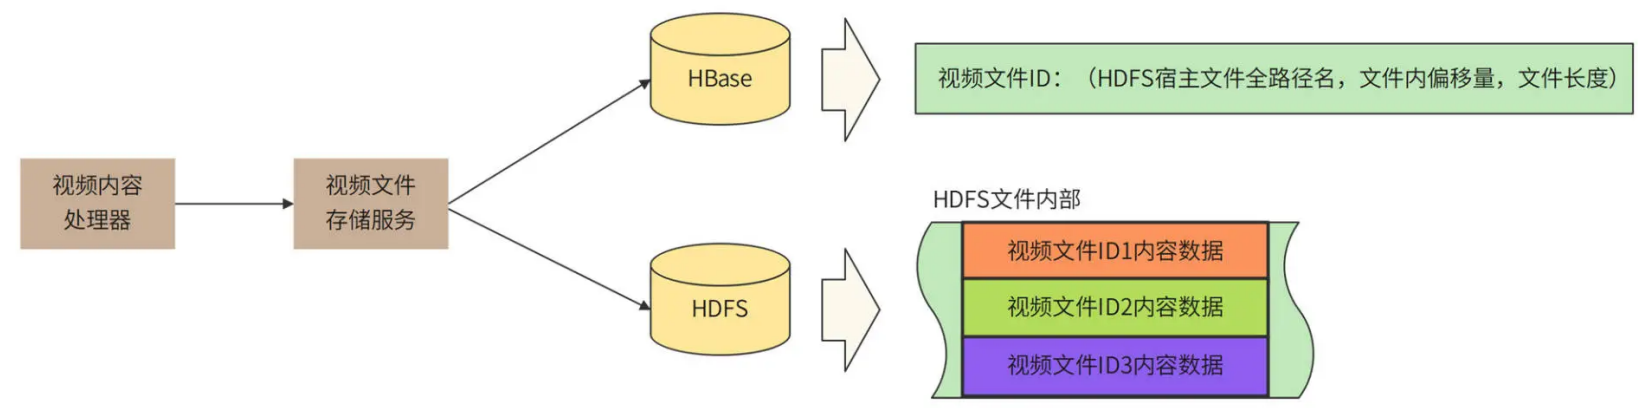 视频内容
处理器
视频文件
存储服务
HBase
视频文件ID：（HDFS宿主文件全路径名，文件内偏移量，文件长度）
HDFS
HDFS文件内部
视频文件ID1内容数据
视频文件ID2内容数据
视频文件ID3内容数据